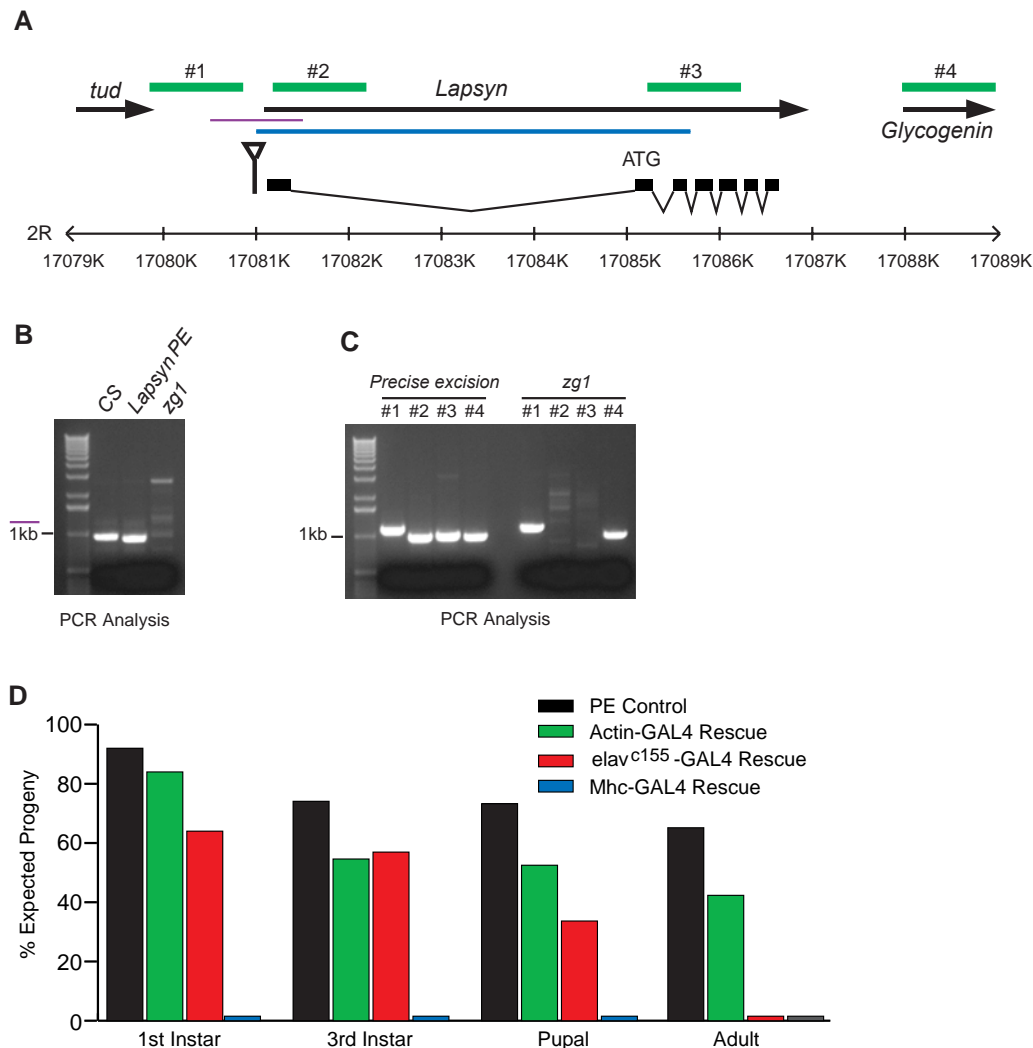 A
#1 #2 #3 #4
tud Lapsyn
Glycogenin
ATG
2R
17079K 17080K 17081K 17082K 17083K 17084K 17085K 17086K 17087K 17088K 17089K
B
CS Lapsyn PE zg1
1kb
PCR Analysis
C
Precise excision zg1
#1 #2 #3 #4 #1 #2 #3 #4
1kb
PCR Analysis
D
PE Control
Actin-GAL4 Rescue
elav c155 -GAL4 Rescue
Mhc-GAL4 Rescue
% Expected Progeny
100
80
60
40
20
0
1st Instar 3rd Instar Pupal Adult